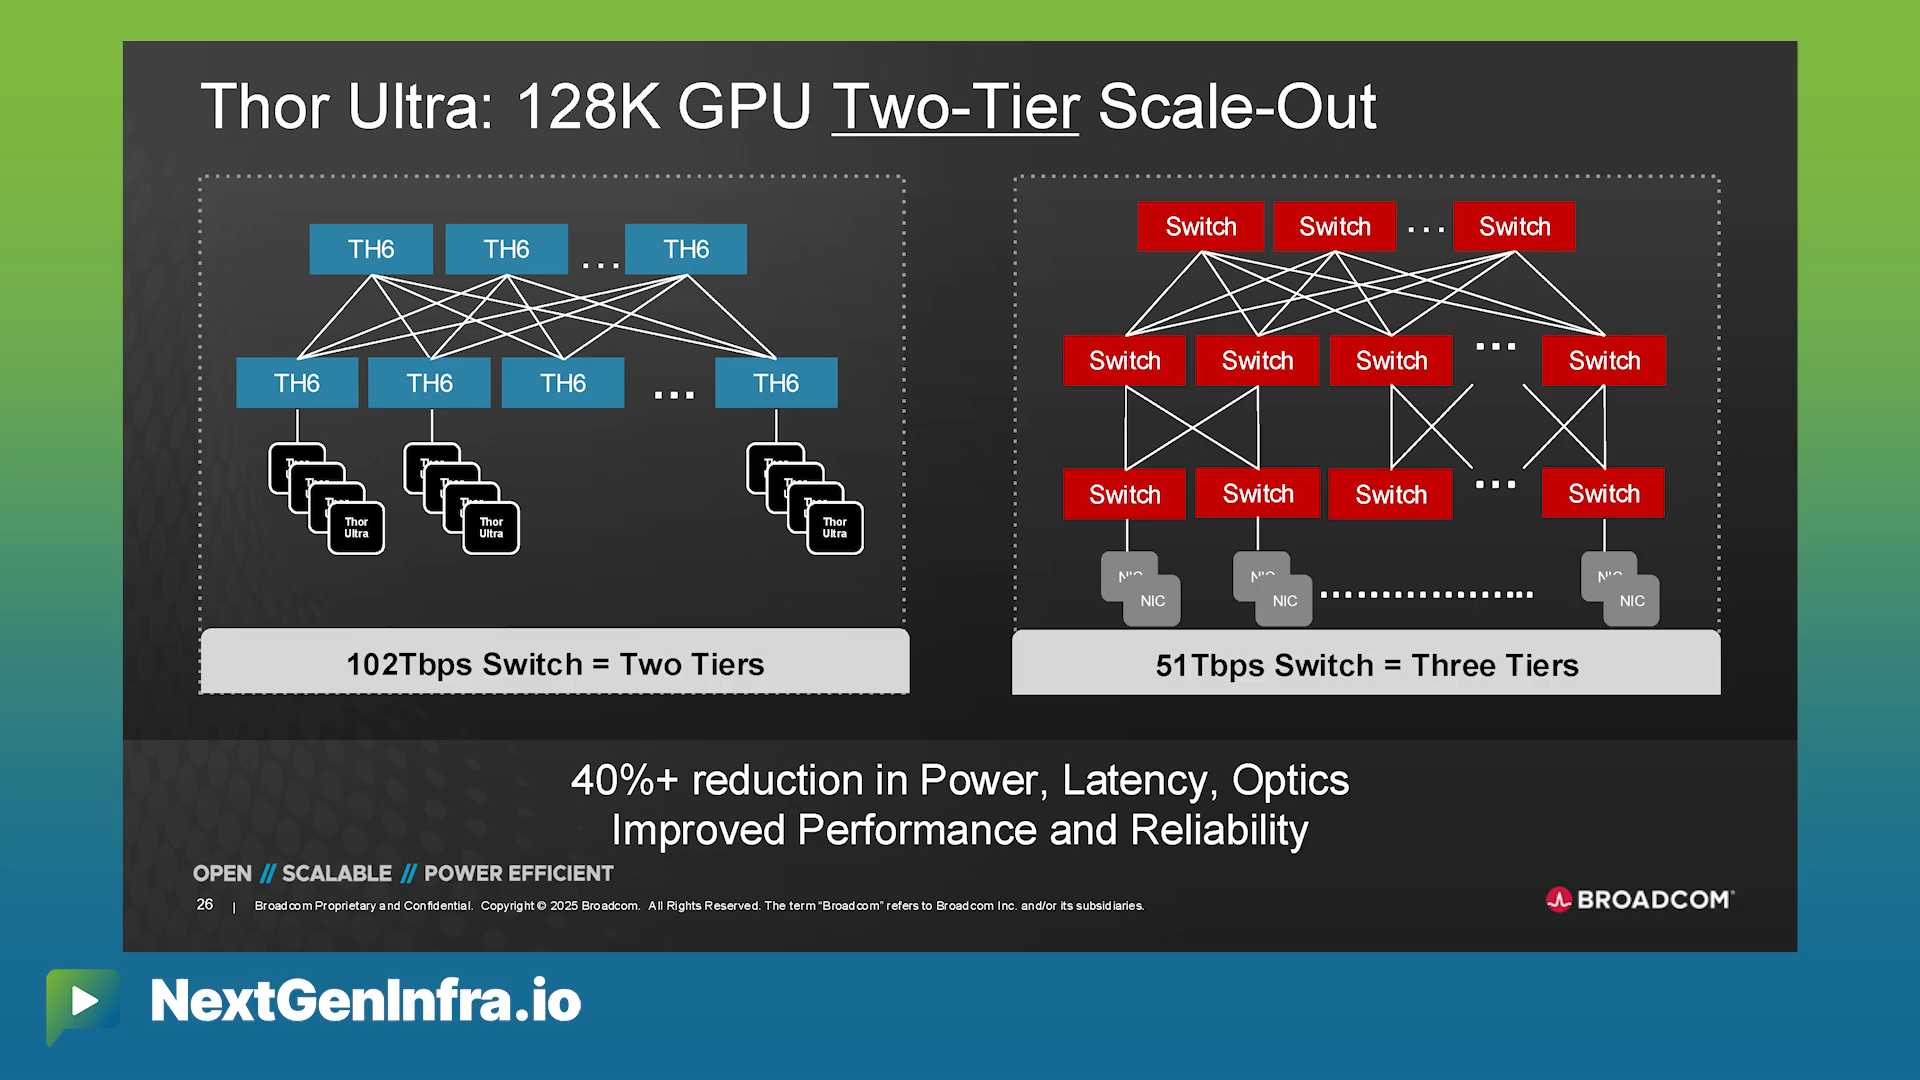 Thor Ultra: 128K GPU Two-Tier Scale-Out
TH6 TH6 ... TH6
TH6 TH6 TH6 ... TH6
Thor Ultra
Thor Ultra
Thor Ultra
102Tbps Switch = Two Tiers
Switch Switch ... Switch
Switch Switch Switch ... Switch
Switch Switch Switch ... Switch
NIC NIC NIC
NIC NIC NIC
51Tbps Switch = Three Tiers
40%+ reduction in Power, Latency, Optics
Improved Performance and Reliability
OPEN // SCALABLE // POWER EFFICIENT
26 | Broadcom Proprietary and Confidential. Copyright © 2025 Broadcom. All Rights Reserved. The term “Broadcom” refers to Broadcom Inc. and/or its subsidiaries.
BROADCOM
NextGenInfra.io